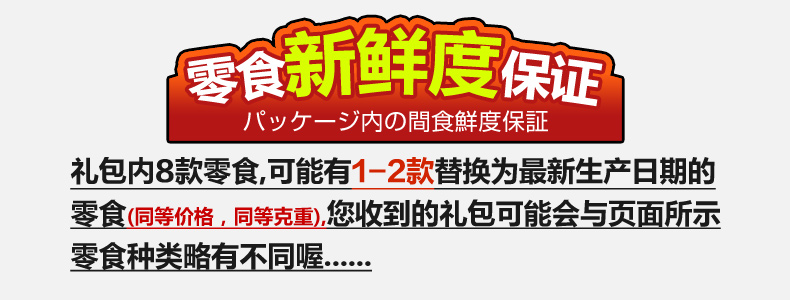 零食新鲜度保证
パッケージ内の間食鮮度保証
礼包内8款零食,可能有1-2款替换为最新生产日期的
零食(同等价格，同等克重),您收到的礼包可能会与页面所示
零食种类略有不同喔......